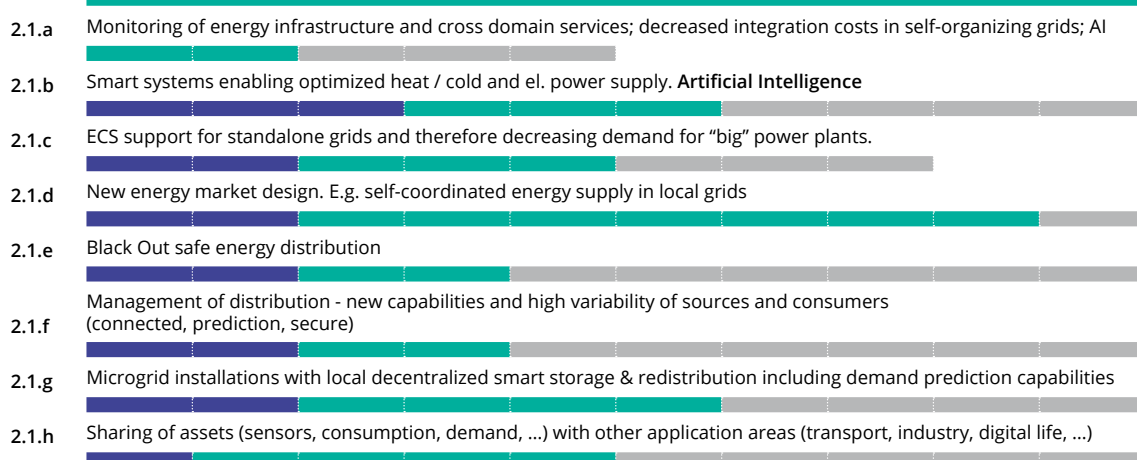 2.1.a Monitoring of energy infrastructure and cross domain services; decreased integration costs in self-organizing grids; AI
2.1.b Smart systems enabling optimized heat / cold and el. power supply. Artificial Intelligence
2.1.c ECS support for standalone grids and therefore decreasing demand for “big” power plants.
2.1.d New energy market design. E.g. self-coordinated energy supply in local grids
2.1.e Black Out safe energy distribution
2.1.f Management of distribution - new capabilities and high variability of sources and consumers
(connected, prediction, secure)
2.1.g Microgrid installations with local decentralized smart storage & redistribution including demand prediction capabilities
2.1.h Sharing of assets (sensors, consumption, demand, ...) with other application areas (transport, industry, digital life, ...)